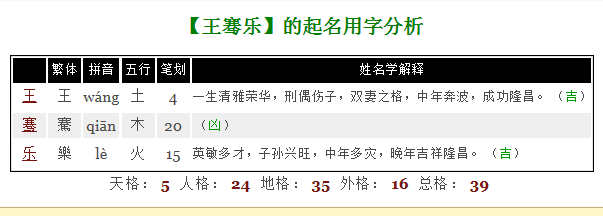 【王骞乐】的起名用字分析
繁体 拼音 五行 笔划 姓名学解释
王 王 wáng 土 4 一生清雅荣华，刑偶伤子，双妻之格，中年奔波，成功隆昌。（吉）
骞 騫 qiān 木 20 （凶）
乐 樂 lè 火 15 英敏多才，子孙兴旺，中年多灾，晚年吉祥隆昌。（吉）
天格：5 人格：24 地格：35 外格：16 总格：39